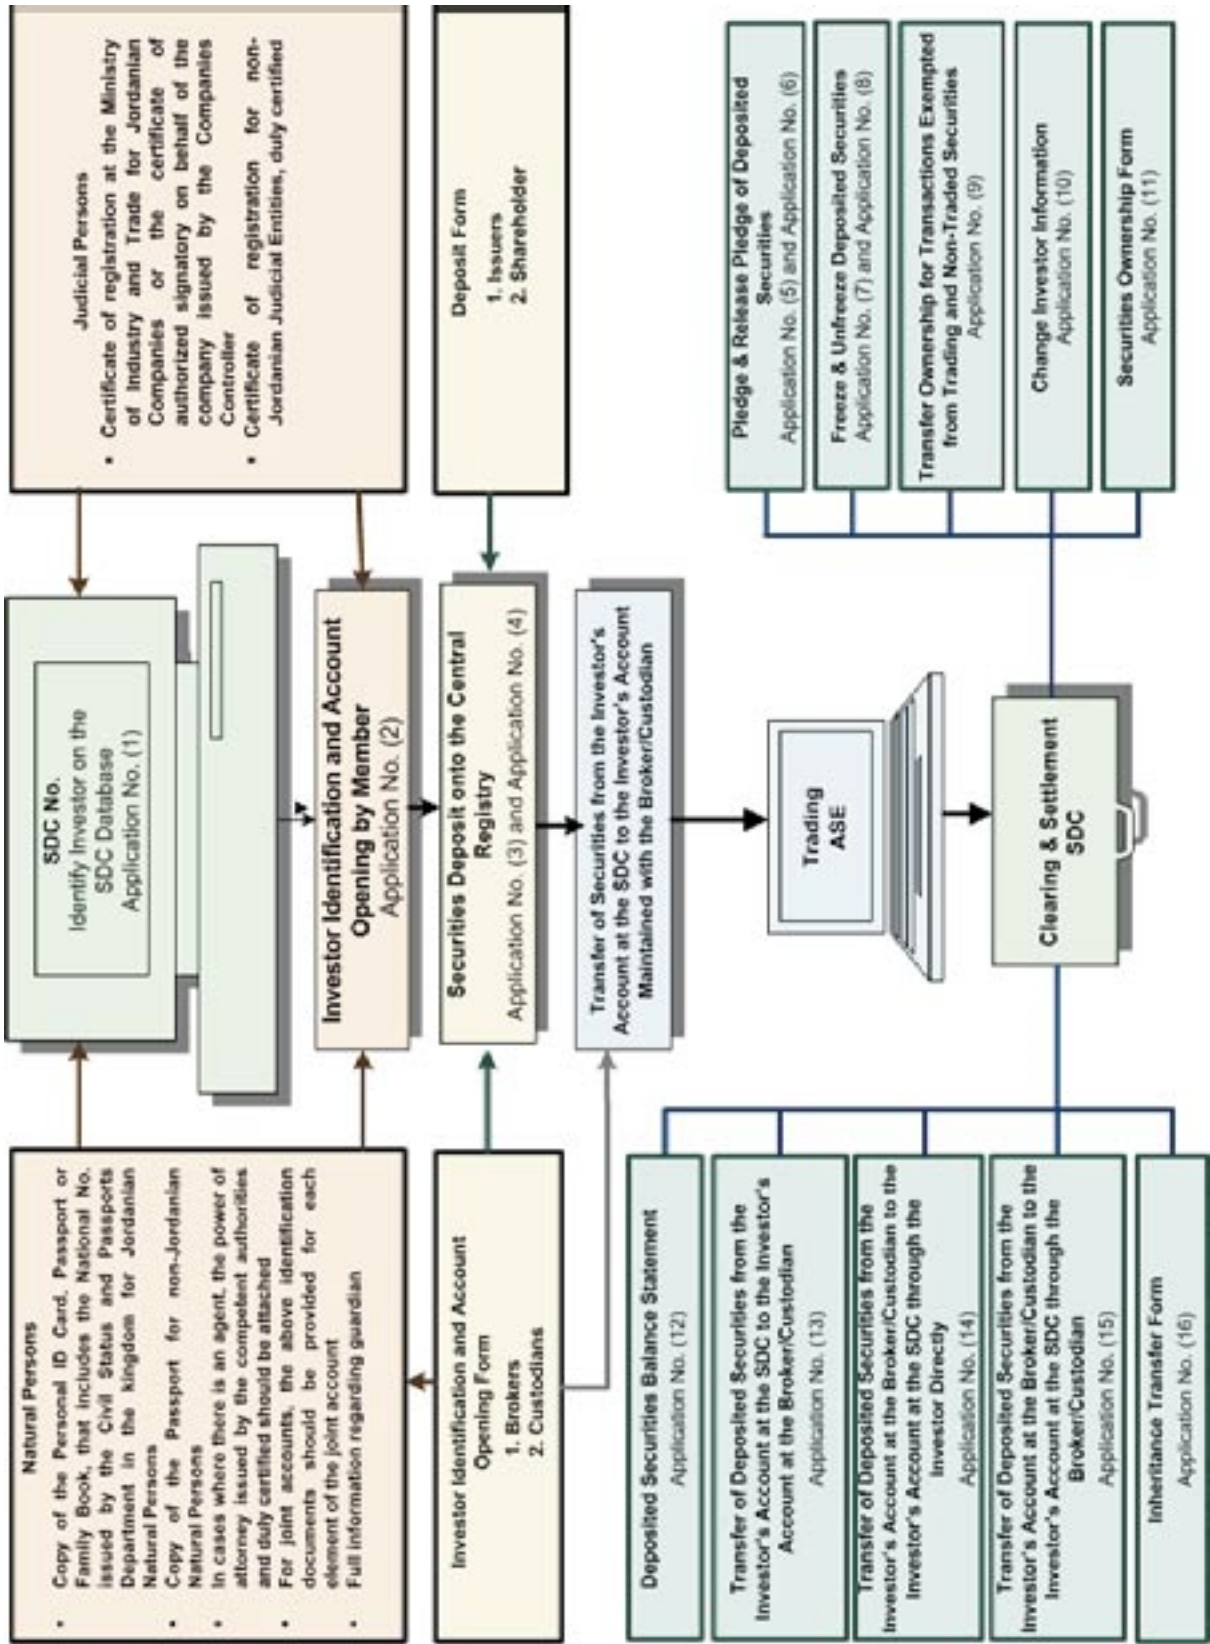 Natural Persons
• Copy of the Personal ID Card, Passport or
Family Book, that includes the National No.
issued by the Civil Status and Passports
Department in the kingdom for Jordanian
Natural Persons
• Copy of the Passport for non-Jordanian
Natural Persons
• In cases where there is an agent, the power of
attorney issued by the competent authorities
and duly certified should be attached
• For joint accounts, the above identification
documents should be provided for each
element of the joint account
• Full information regarding guardian
SDC No.
Identify Investor on the
SDC Database
Application No. (1)
Judicial Persons
• Certificate of registration at the Ministry
of Industry and Trade for Jordanian
Companies or the certificate of
authorized signatory on behalf of the
company issued by the Companies
Controller
• Certificate of registration for non-
Jordanian Judicial Entities, duly certified
Investor Identification and Account
Opening by Member
Application No. (2)
Investor Identification and Account
Opening Form
1. Brokers
2. Custodians
Securities Deposit onto the Central
Registry
Application No. (3) and Application No. (4)
Deposit Form
1. Issuers
2. Shareholder
Transfer of Securities from the Investor's
Account at the SDC to the Investor's Account
Maintained with the Broker/Custodian
Trading
ASE
Clearing & Settlement
SDC
Deposited Securities Balance Statement
Application No. (12)
Transfer of Deposited Securities from the
Investor's Account at the SDC to the Investor's
Account at the Broker/Custodian
Application No. (13)
Transfer of Deposited Securities from the
Investor's Account at the Broker/Custodian to the
Investor's Account at the SDC through the
Investor Directly
Application No. (14)
Transfer of Deposited Securities from the
Investor's Account at the Broker/Custodian to the
Investor's Account at the SDC through the
Broker/Custodian
Application No. (15)
Inheritance Transfer Form
Application No. (16)
Pledge & Release Pledge of Deposited
Securities
Application No. (5) and Application No. (6)
Freeze & Unfreeze Deposited Securities
Application No. (7) and Application No. (8)
Transfer Ownership for Transactions Exempted
from Trading and Non-Traded Securities
Application No. (9)
Change Investor Information
Application No. (10)
Securities Ownership Form
Application No. (11)